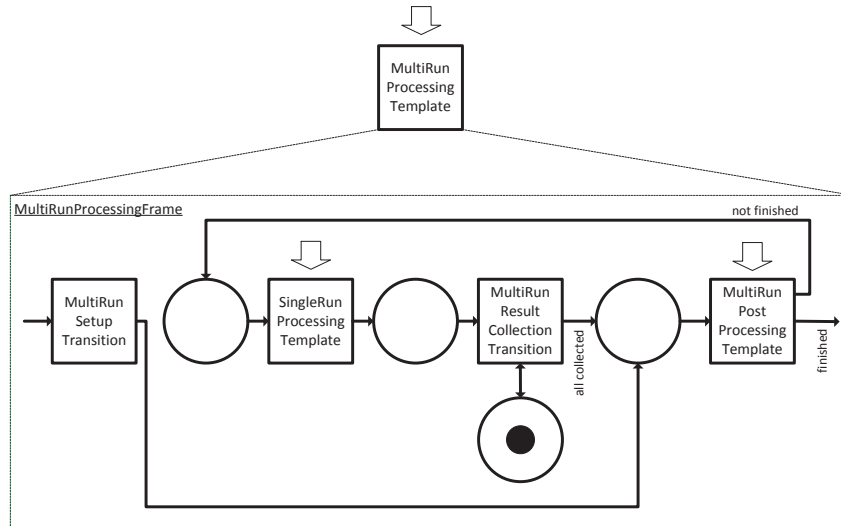 MultiRun
Processing
Template
MultiRunProcessingFrame
not finished
MultiRun
Setup
Transition
SingleRun
Processing
Template
MultiRun
Result
Collection
Transition
all collected
MultiRun
Post
Processing
Template
finished